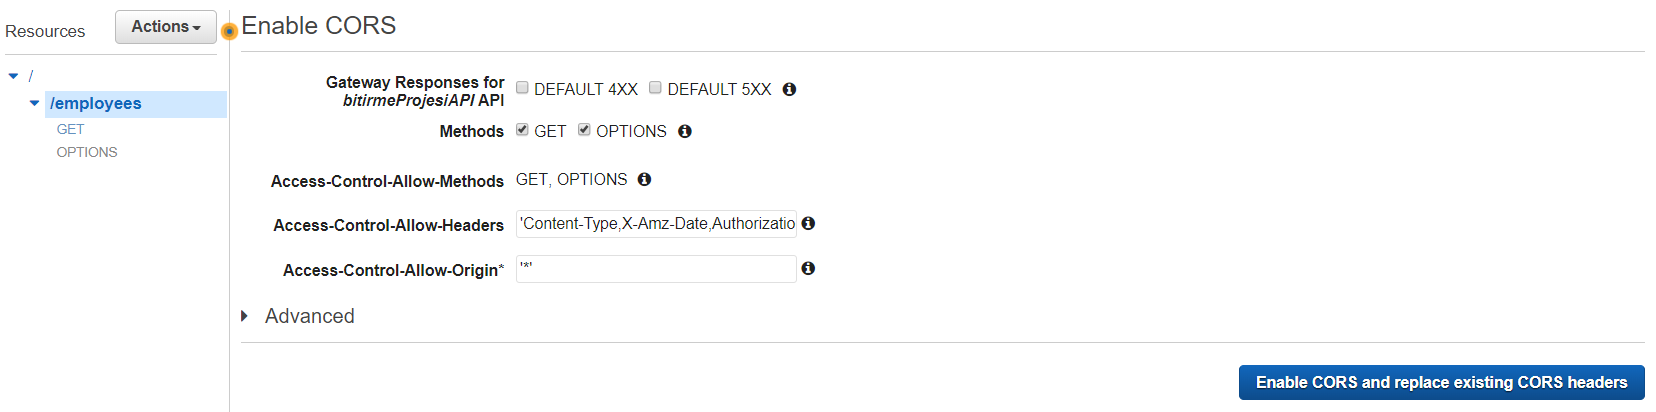 Resources
Actions
/
/employees
GET
OPTIONS
Enable CORS
Gateway Responses for
bitirmeProjesiAPI API
DEFAULT 4XX DEFAULT 5XX
Methods GET OPTIONS
Access-Control-Allow-Methods GET, OPTIONS
Access-Control-Allow-Headers 'Content-Type,X-Amz-Date,Authorizatio
Access-Control-Allow-Origin* '*'
Advanced
Enable CORS and replace existing CORS headers